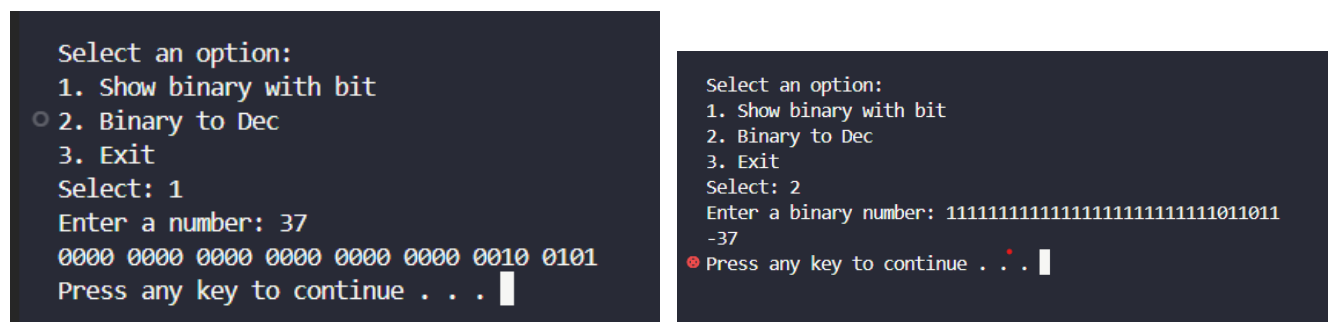 Select an option:
1. Show binary with bit
2. Binary to Dec
3. Exit
Select: 1
Enter a number: 37
0000 0000 0000 0000 0000 0000 0010 0101
Press any key to continue . . .
Select an option:
1. Show binary with bit
2. Binary to Dec
3. Exit
Select: 2
Enter a binary number: 11111111111111111111111111011011
-37
Press any key to continue . . .